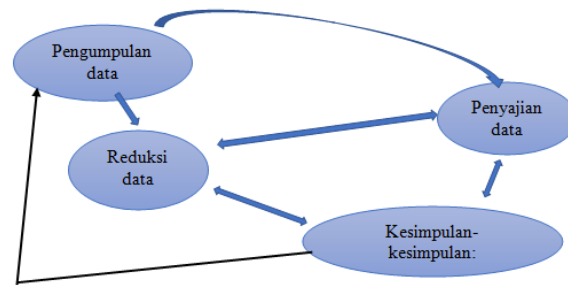 Pengumpulan
data
Penyajian
data
Reduksi
data
Kesimpulan-
kesimpulan: